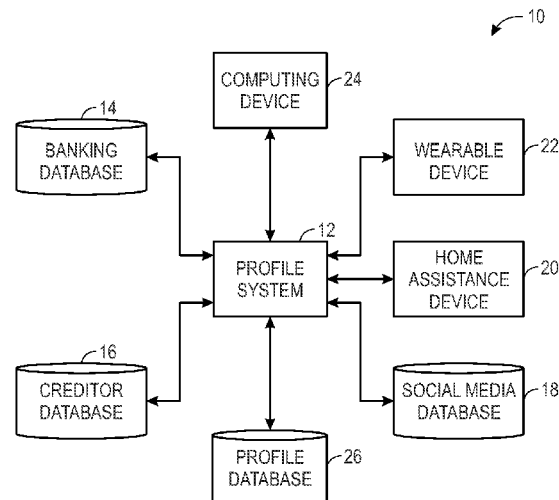 10
COMPUTING
DEVICE
24
14
BANKING
DATABASE
WEARABLE
DEVICE
22
12
PROFILE
SYSTEM
HOME
ASSISTANCE
DEVICE
20
16
CREDITOR
DATABASE
SOCIAL MEDIA
DATABASE
18
PROFILE
DATABASE
26